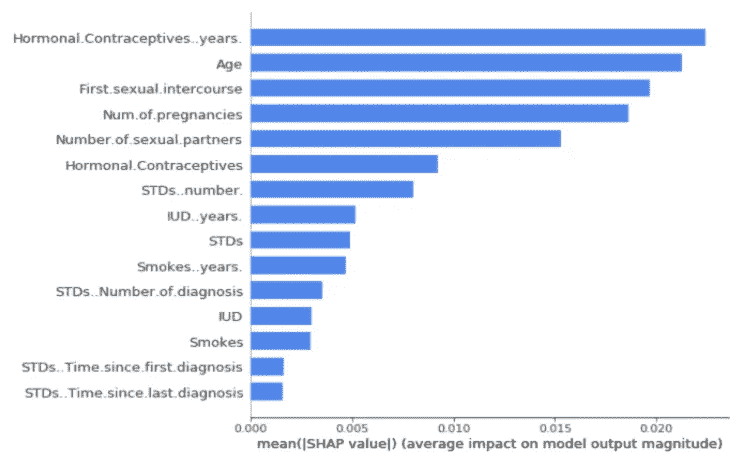 Hormonal.Contraceptives..years.
Age
First.sexual.intercourse
Num.of.pregnancies
Number.of.sexual.partners
Hormonal.Contraceptives
STDs..number.
IUD..years.
STDs
Smokes..years.
STDs..Number.of.diagnosis
IUD
Smokes
STDs..Time.since.first.diagnosis
STDs..Time.since.last.diagnosis
0.000 0.005 0.010 0.015 0.020
mean(|SHAP value|) (average impact on model output magnitude)